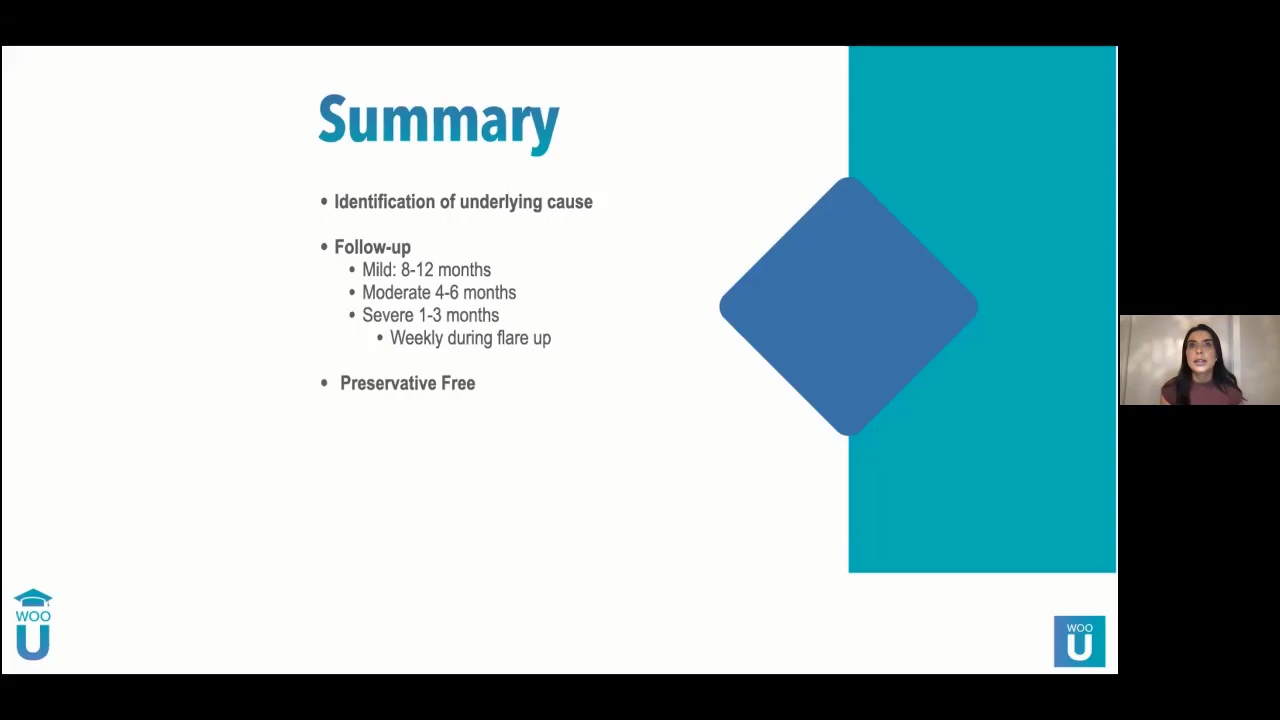 Summary
• Identification of underlying cause
• Follow-up
• Mild: 8-12 months
• Moderate 4-6 months
• Severe 1-3 months
• Weekly during flare up
• Preservative Free
WOO
U
WOO
U